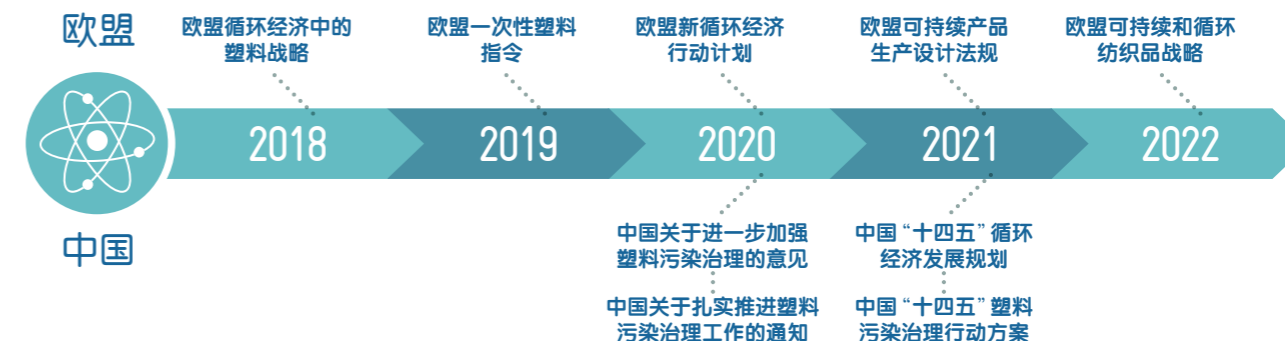 欧盟
欧盟循环经济中的
塑料战略
欧盟一次性塑料
指令
欧盟新循环经济
行动计划
欧盟可持续产品
生产设计法规
欧盟可持续和循环
纺织品战略
2018
2019
2020
2021
2022
中国
中国关于进一步加强
塑料污染治理的意见
中国关于扎实推进塑料
污染治理工作的通知
中国“十四五”循环
经济发展规划
中国“十四五”塑料
污染治理行动方案